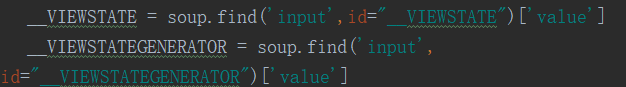 __VIEWSTATE = soup.find('input',id="__VIEWSTATE")['value']
__VIEWSTATEGENERATOR = soup.find('input',
id="__VIEWSTATEGENERATOR")['value']